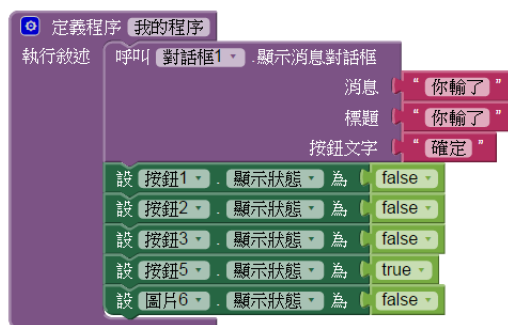 定義程序 我的程序
執行敘述 呼叫 對話框1 .顯示消息對話框
消息 " 你輸了 "
標題 " 你輸了 "
按鈕文字 " 確定 "
設 按鈕1 . 顯示狀態 為 false
設 按鈕2 . 顯示狀態 為 false
設 按鈕3 . 顯示狀態 為 false
設 按鈕5 . 顯示狀態 為 true
設 圖片6 . 顯示狀態 為 false